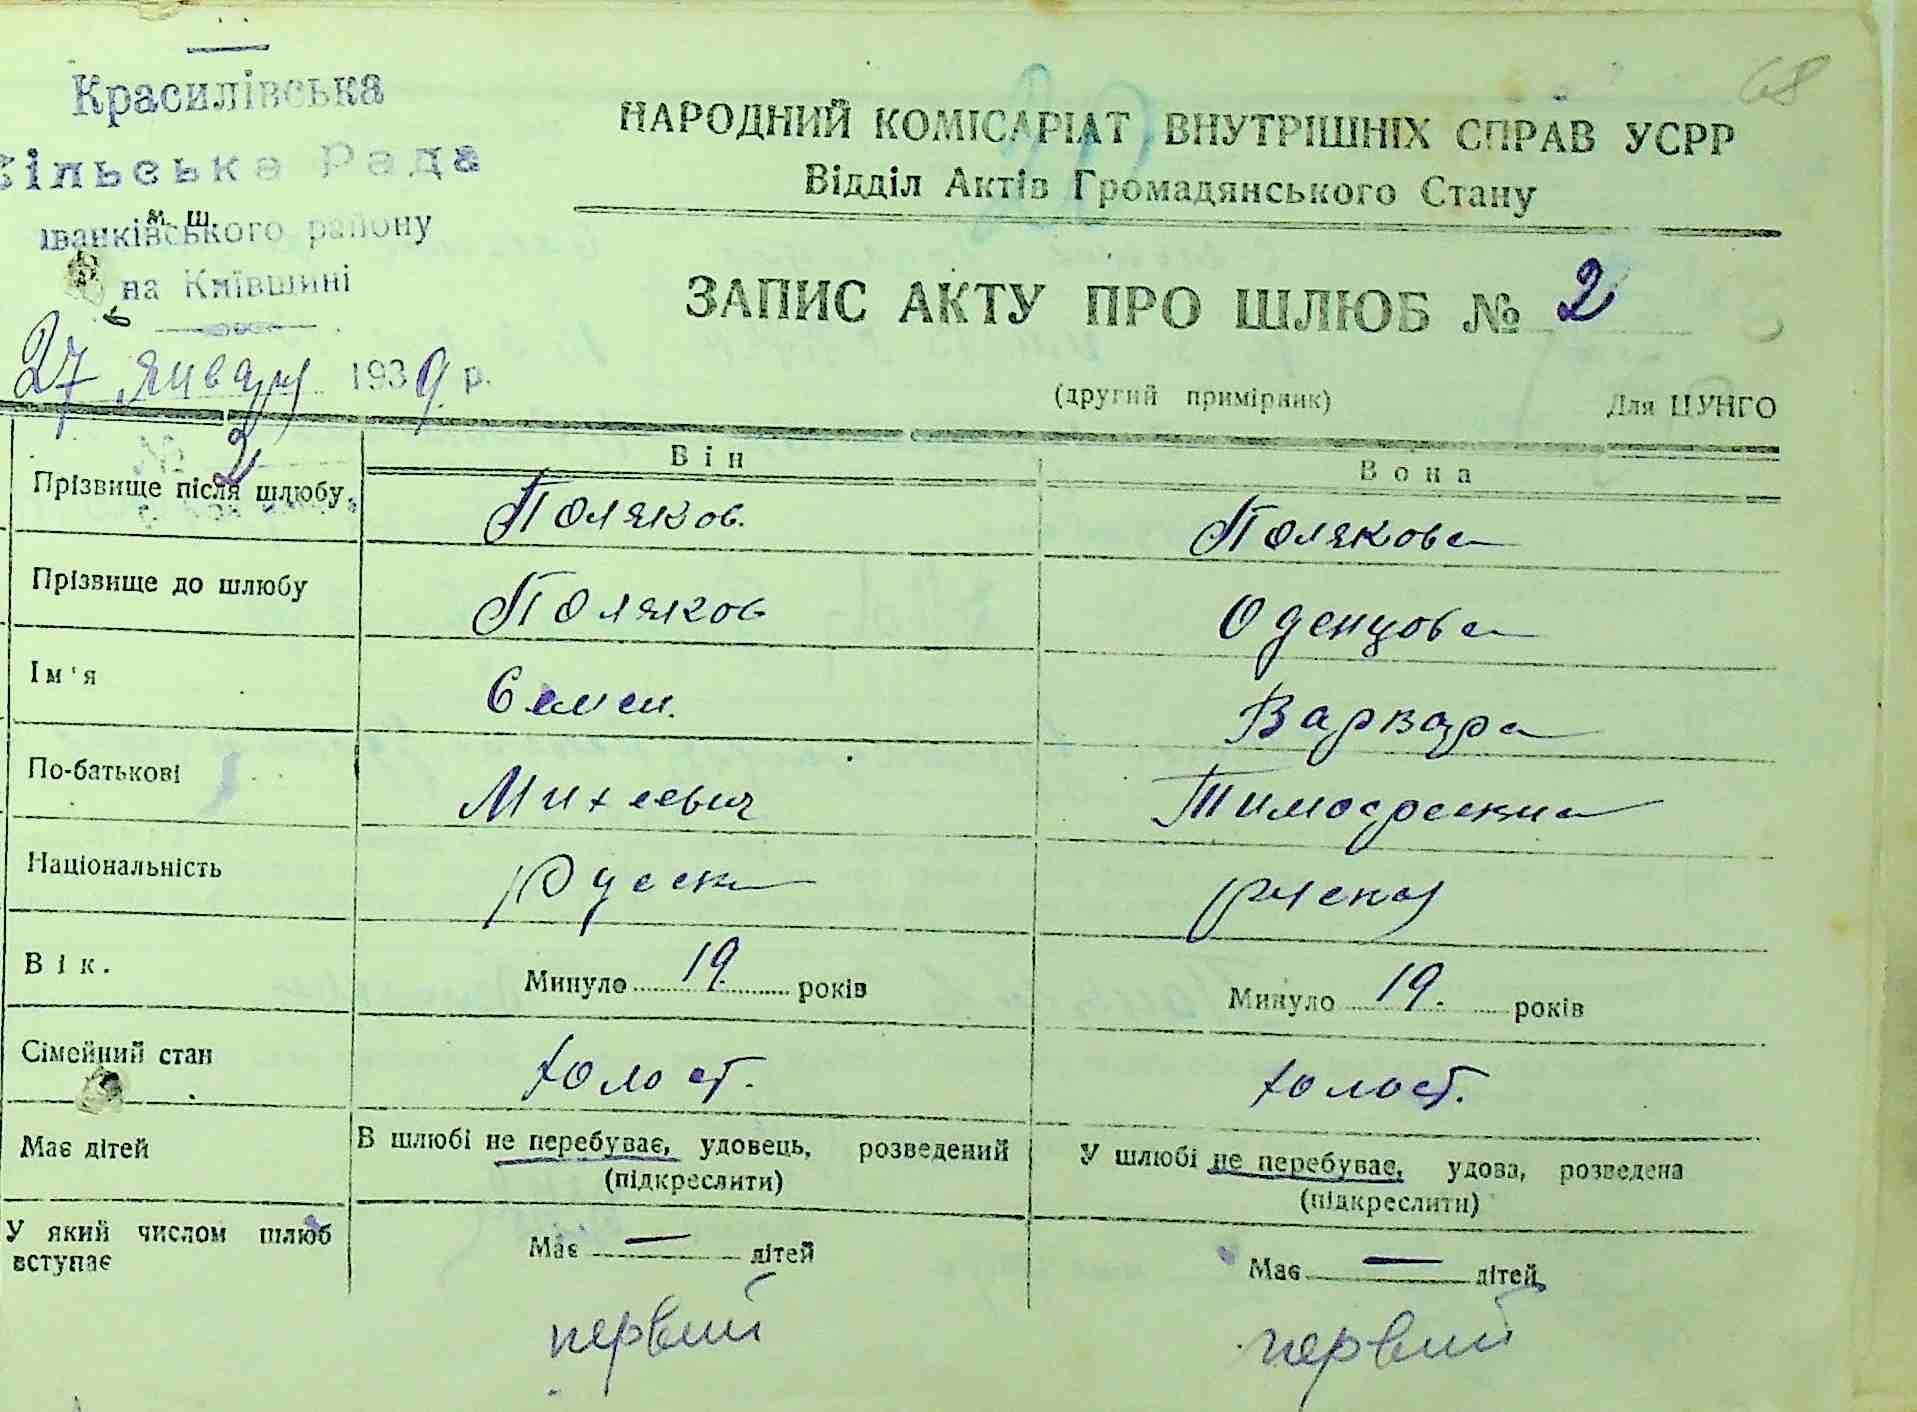 68
Красилівська
Сільська Рада
м. ш.
Іванківського району
на Київщині
НАРОДНИЙ КОМІСАРІАТ ВНУТРІШНІХ СПРАВ УСРР
Відділ Актів Громадянського Стану
ЗАПИС АКТУ ПРО ШЛЮБ № 2
27 Января 1939 р.
(другий примірник) Для ЦУНГО
2
Він Вона
Прізвище після шлюбу Поляков. Полякова
Прізвище до шлюбу Поляков Оденцова
Ім'я Семен. Варвара
По-батькові Михеевич Тимофеевна
Національність Русски руская
Вік. Минуло 19. років Минуло 19. років
Сімейний стан холост. холост.
Має дітей В шлюбі не перебуває, удовець, розведений У шлюбі не перебуває, удова, розведена
(підкреслити) (підкреслити)
У який числом шлюб вступає Має — дітей Має — дітей
первий первий